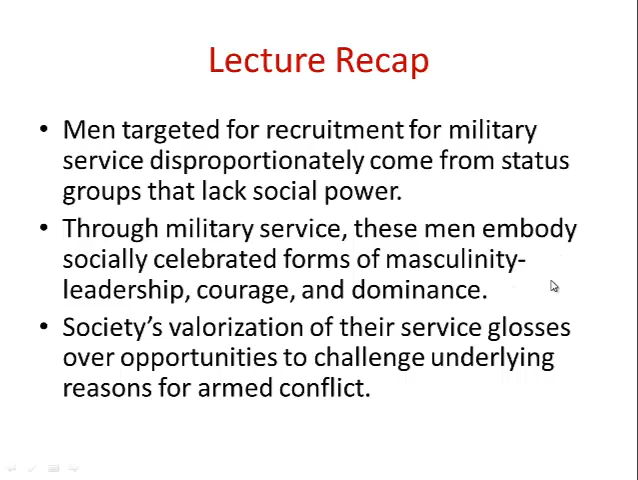 Lecture Recap
• Men targeted for recruitment for military
service disproportionately come from status
groups that lack social power.
• Through military service, these men embody
socially celebrated forms of masculinity-
leadership, courage, and dominance.
• Society's valorization of their service glosses
over opportunities to challenge underlying
reasons for armed conflict.